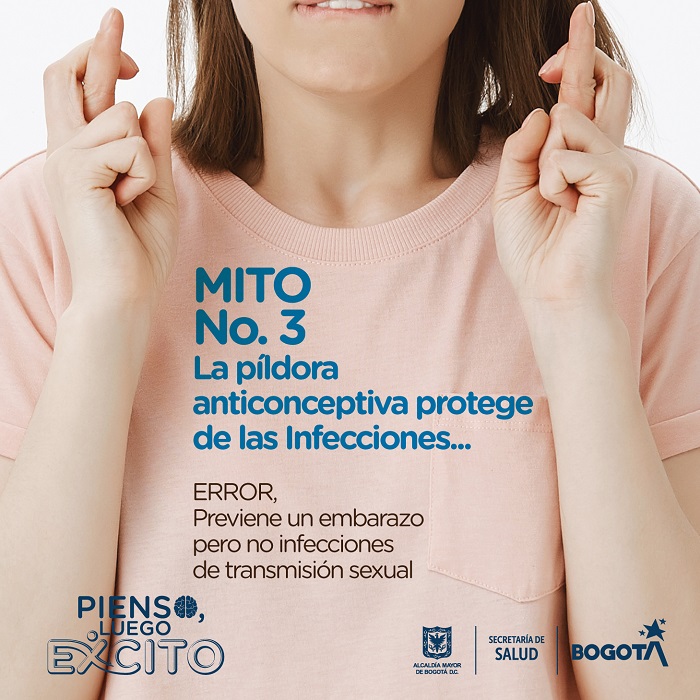 MITO
No. 3
La píldora
anticonceptiva protege
de las Infecciones...
ERROR,
Previene un embarazo
pero no infecciones
de transmisión sexual
PIENSO,
LUEGO
EXCITO
ALCALDÍA MAYOR
DE BOGOTÁ D.C.
SECRETARÍA DE
SALUD
BOGOTÁ